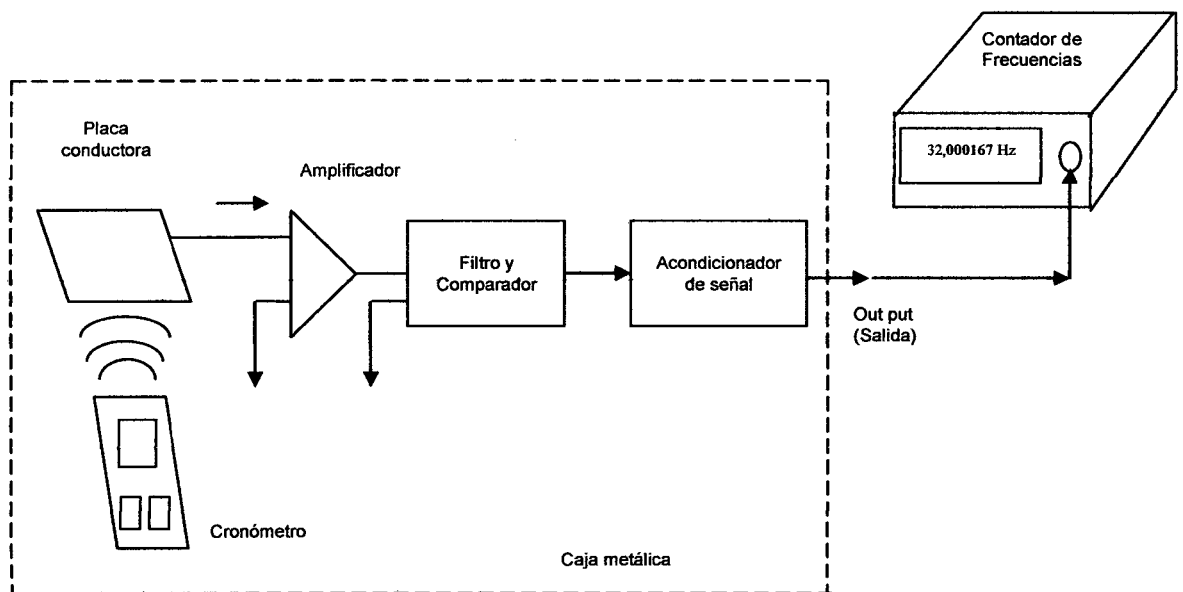 Contador de
Frecuencias
32,000167 Hz
Placa
conductora
Amplificador
Filtro y
Comparador
Acondicionador
de señal
Out put
(Salida)
Cronómetro
Caja metálica